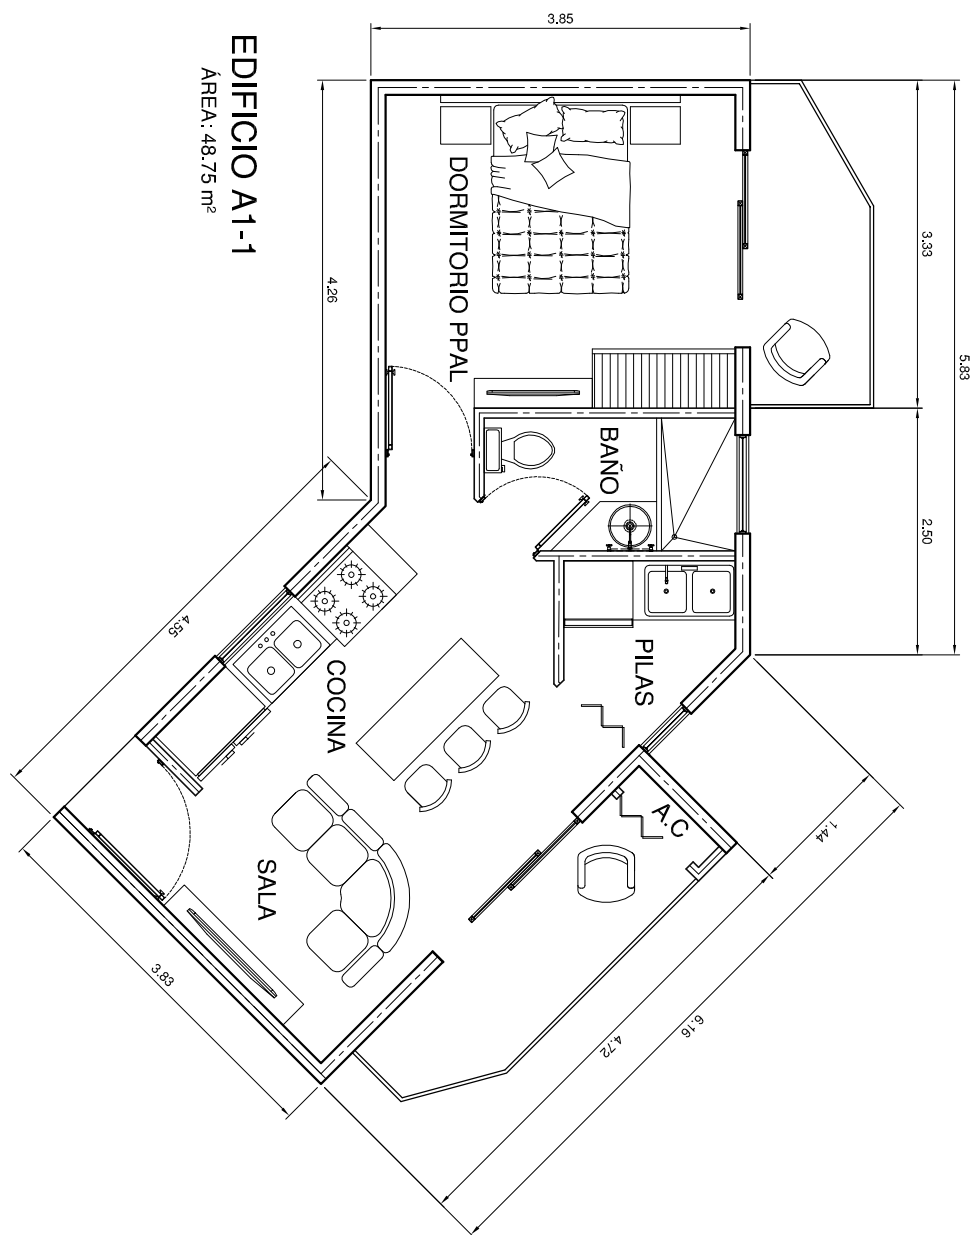 EDIFICIO A1-1
ÁREA: 48.75 m²
3.85
3.33
5.83
2.50
4.26
DORMITORIO PPAL
BAÑO
PILAS
COCINA
SALA
A.C
4.55
3.83
1.44
4.72
6.16